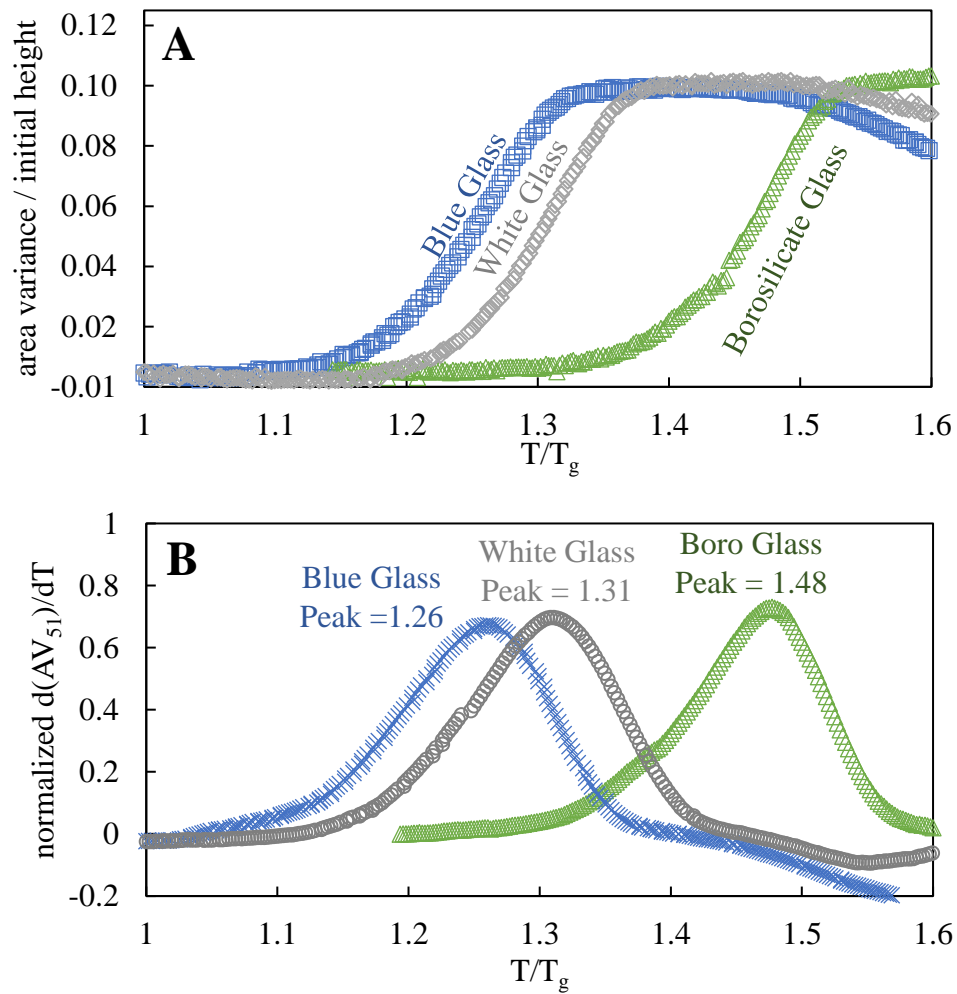 A
area variance / initial height
0.12
0.10
0.08
0.06
0.04
0.02
-0.01
Blue Glass
White Glass
Borosilicate Glass
1 1.1 1.2 1.3 1.4 1.5 1.6
T/Tg
B
normalized d(AV51)/dT
1
0.8
0.6
0.4
0.2
0
-0.2
Blue Glass
Peak =1.26
White Glass
Peak = 1.31
Boro Glass
Peak = 1.48
1 1.1 1.2 1.3 1.4 1.5 1.6
T/Tg